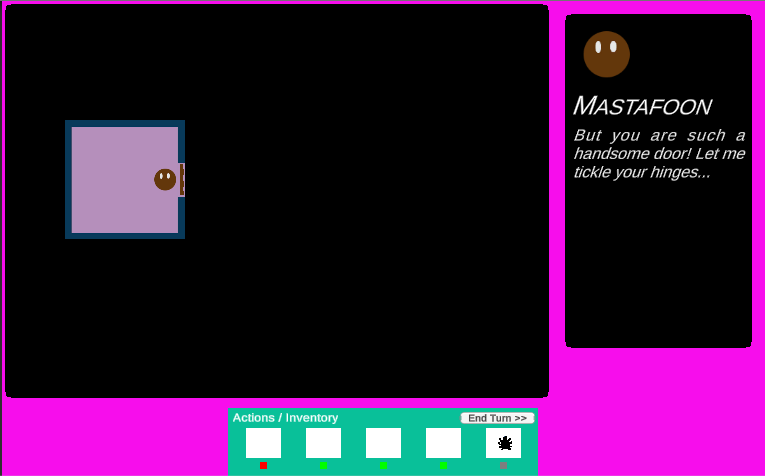 MASTAFOON
But you are such a
handsome door! Let me
tickle your hinges...
Actions / Inventory
End Turn >>